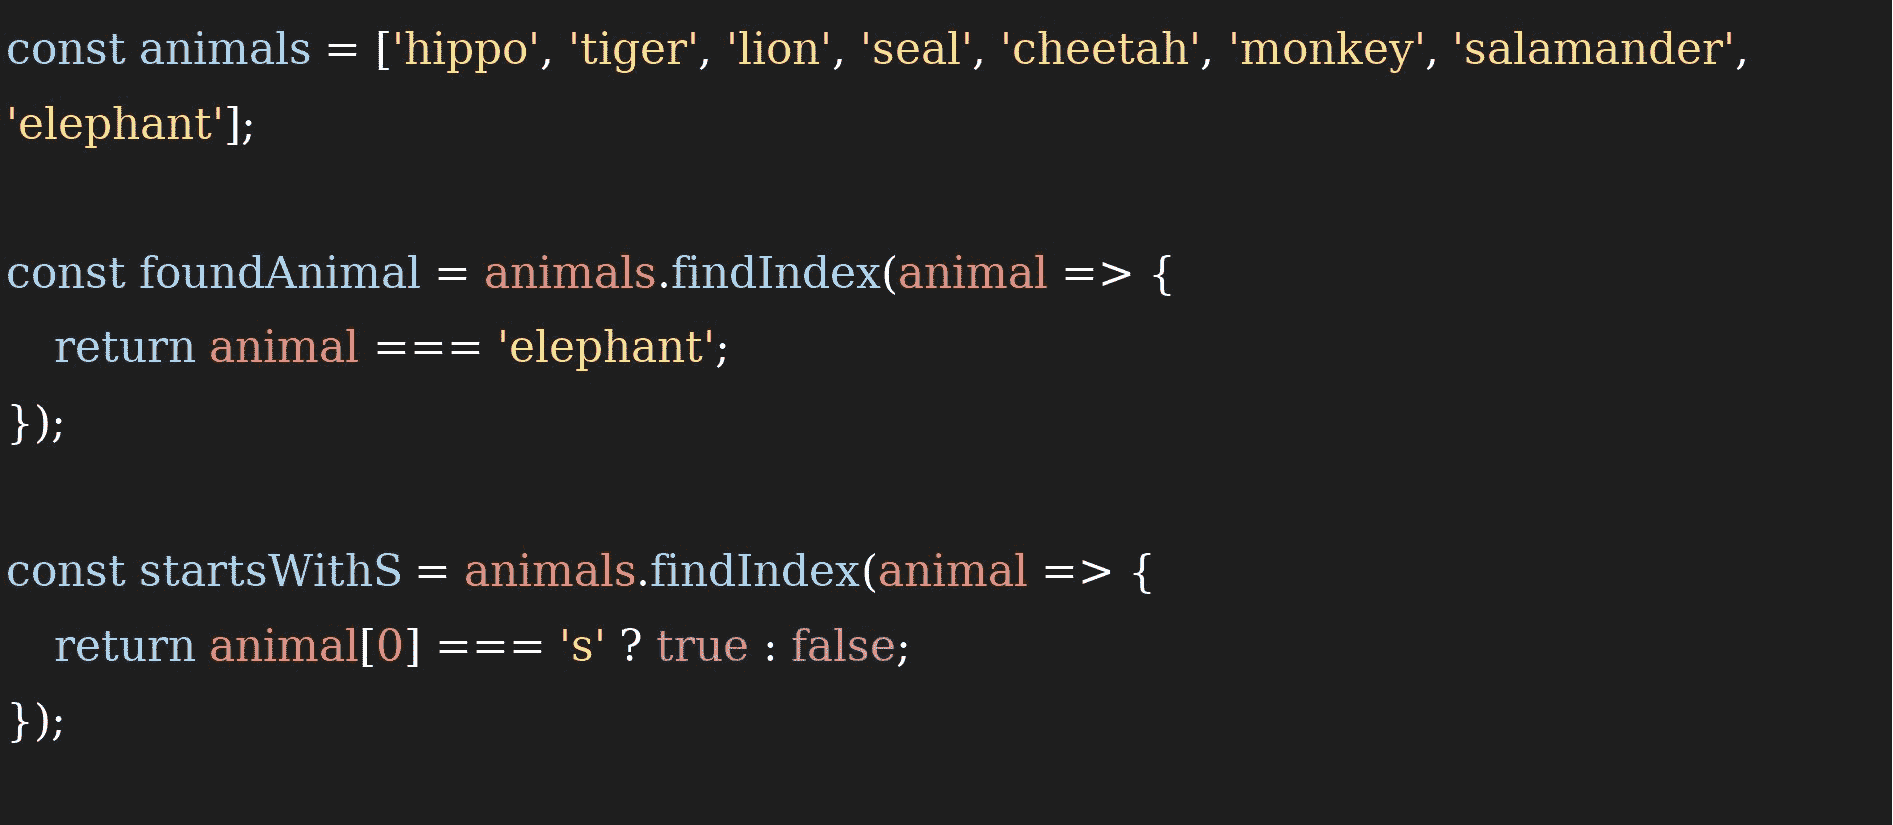 const animals = ['hippo', 'tiger', 'lion', 'seal', 'cheetah', 'monkey', 'salamander',
'elephant'];
const foundAnimal = animals.findIndex(animal => {
return animal === 'elephant';
});
const startsWithS = animals.findIndex(animal => {
return animal[0] === 's' ? true : false;
});